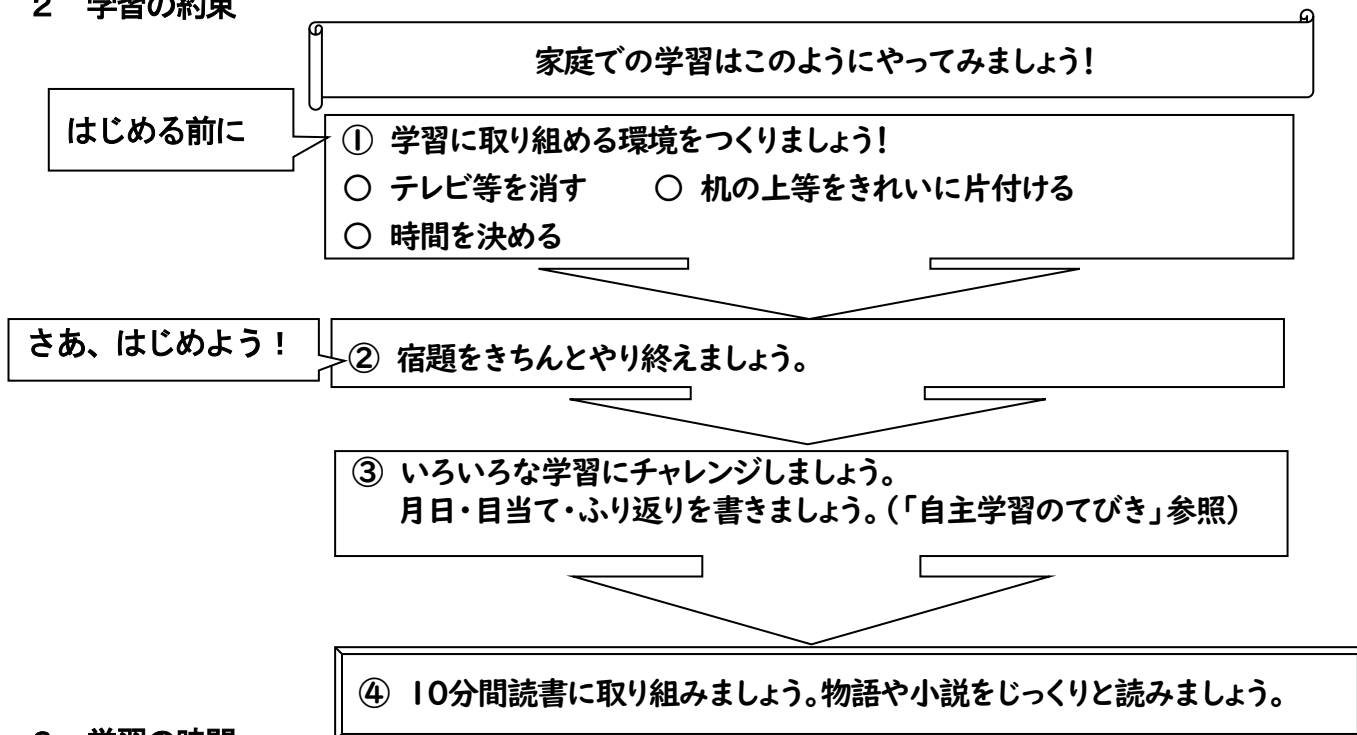 ２　学習の約束
家庭での学習はこのようにやってみましょう！
はじめる前に
① 学習に取り組める環境をつくりましょう！
○ テレビ等を消す　　○ 机の上等をきれいに片付ける
○ 時間を決める
さあ、はじめよう！
② 宿題をきちんとやり終えましょう。
③ いろいろな学習にチャレンジしましょう。
月日・目当て・ふり返りを書きましょう。（「自主学習のてびき」参照）
④ 10分間読書に取り組みましょう。物語や小説をじっくりと読みましょう。
学習の時間